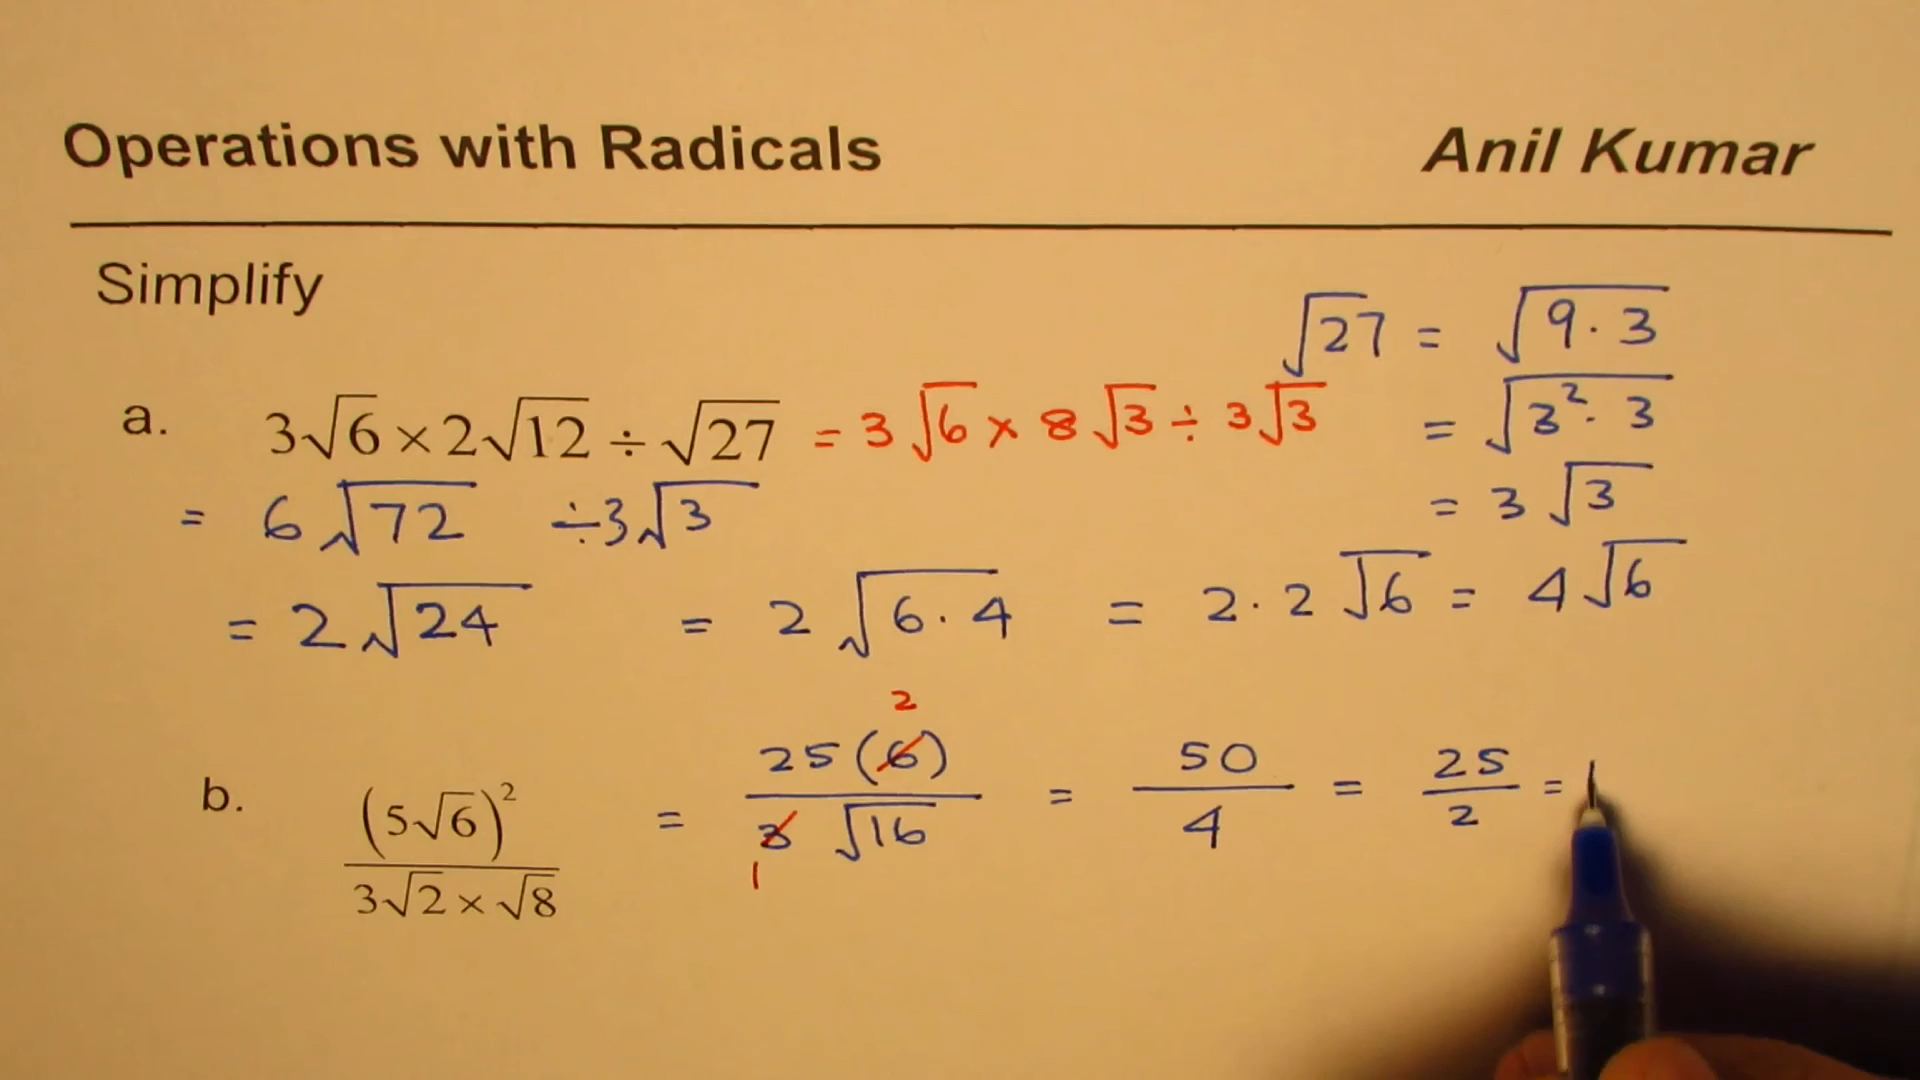 Operations with Radicals Anil Kumar
Simplify
√27 = √9·3
a. 3√6 × 2√12 ÷ √27 = 3√6 × 8√3 ÷ 3√3
= √3²·3
= 6√72 ÷3√3
= 3√3
= 2√24 = 2√6·4 = 2·2√6 = 4√6
b. (5√6)²/(3√2 × √8) = 25(6)/(3√16) = 50/4 = 25/2 =
2
1